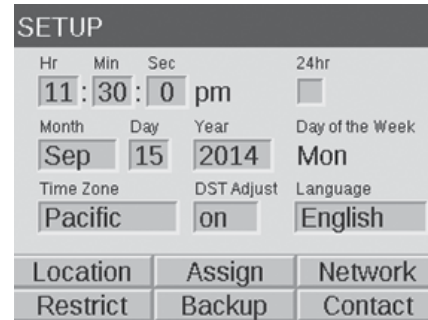 SETUP
Hr Min Sec 24hr
11 : 30 : 0 pm
Month Day Year Day of the Week
Sep 15 2014 Mon
Time Zone DST Adjust Language
Pacific on English
Location Assign Network
Restrict Backup Contact